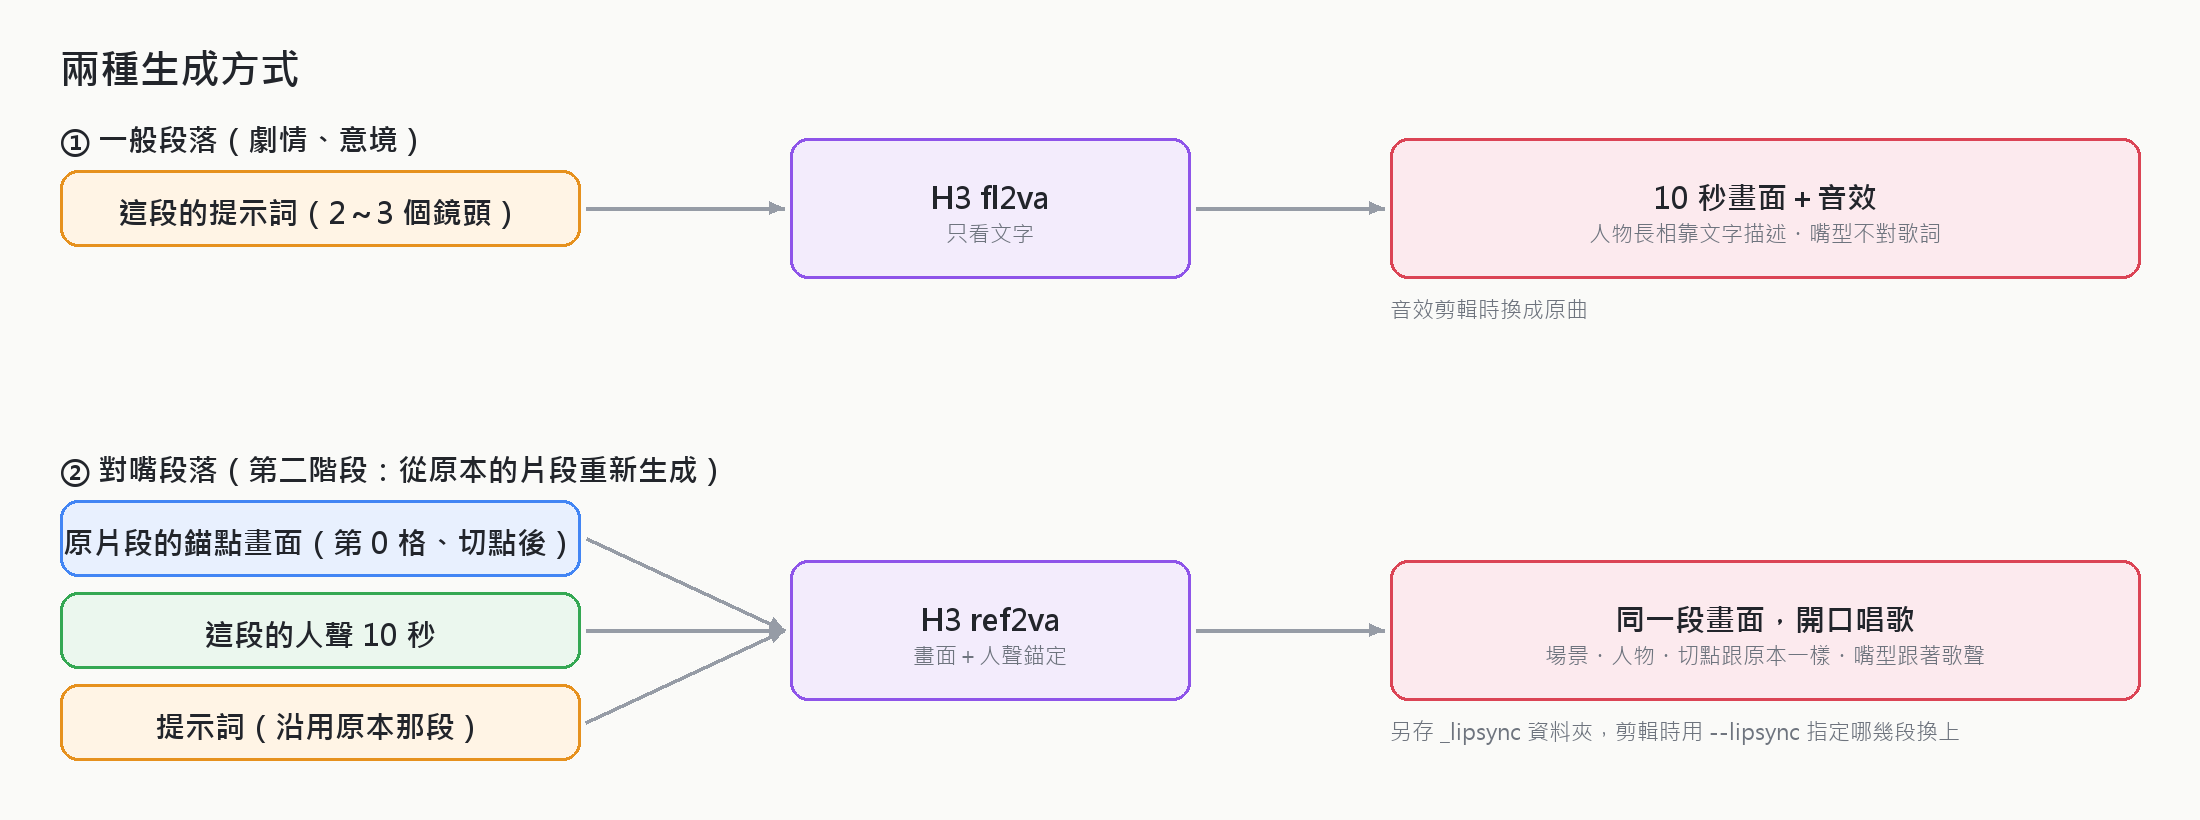 兩種生成方式
① 一般段落（劇情、意境）
這段的提示詞（2～3 個鏡頭）
H3 fl2va
只看文字
10 秒畫面＋音效
人物長相靠文字描述 · 嘴型不對歌詞
音效剪輯時換成原曲
② 對嘴段落（第二階段：從原本的片段重新生成）
原片段的錨點畫面（第 0 格、切點後）
這段的人聲 10 秒
提示詞（沿用原本那段）
H3 ref2va
畫面＋人聲錨定
同一段畫面，開口唱歌
場景 · 人物 · 切點跟原本一樣 · 嘴型跟著歌聲
另存 _lipsync 資料夾，剪輯時用 --lipsync 指定哪幾段換上